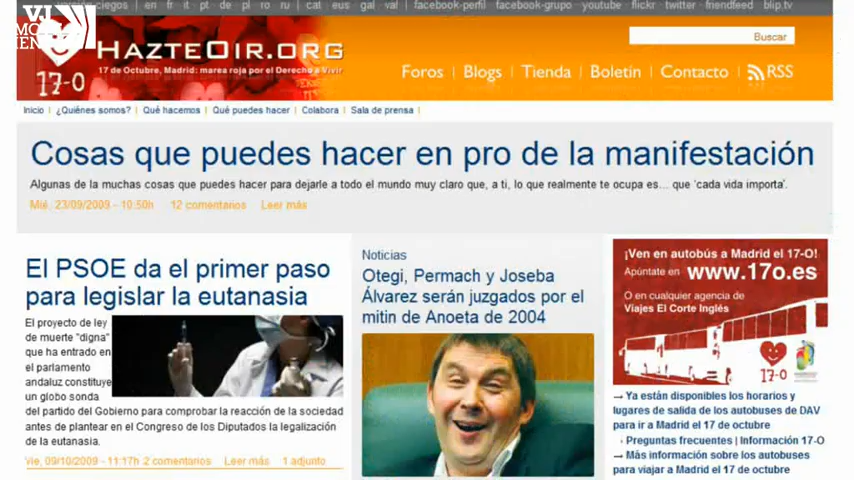 ciegos | en fr it pt de pl ro ru | cat eus gal val | facebook-perfil facebook-grupo youtube flickr twitter friendfeed blip.tv
VI
MO
IEN
HAZTEOIR.ORG
17 de Octubre, Madrid: marea roja por el Derecho a Vivir
17-O
Buscar
Foros | Blogs | Tienda | Boletín | Contacto | RSS
Inicio | ¿Quiénes somos? | Qué hacemos | Qué puedes hacer | Colabora | Sala de prensa |
Cosas que puedes hacer en pro de la manifestación
Algunas de la muchas cosas que puedes hacer para dejarle a todo el mundo muy claro que, a ti, lo que realmente te ocupa es... que 'cada vida importa'.
Mié, 23/09/2009 - 10:50h 12 comentarios Leer más
El PSOE da el primer paso
para legislar la eutanasia
El proyecto de ley
de muerte "digna"
que ha entrado en
el parlamento
andaluz constituye
un globo sonda
del partido del Gobierno para comprobar la reacción de la sociedad
antes de plantear en el Congreso de los Diputados la legalización
de la eutanasia.
Vie, 09/10/2009 - 11:17h 2 comentarios Leer más 1 adjunto
Noticias
Otegi, Permach y Joseba
Álvarez serán juzgados por el
mitin de Anoeta de 2004
¡Ven en autobús a Madrid el 17-O!
Apúntate en www.17o.es
O en cualquier agencia de
Viajes El Corte Inglés
17-O
→ Ya están disponibles los horarios y
lugares de salida de los autobuses de DAV
para ir a Madrid el 17 de octubre
· Preguntas frecuentes | Información 17-O
→ Más información sobre los autobuses
para viajar a Madrid el 17 de octubre